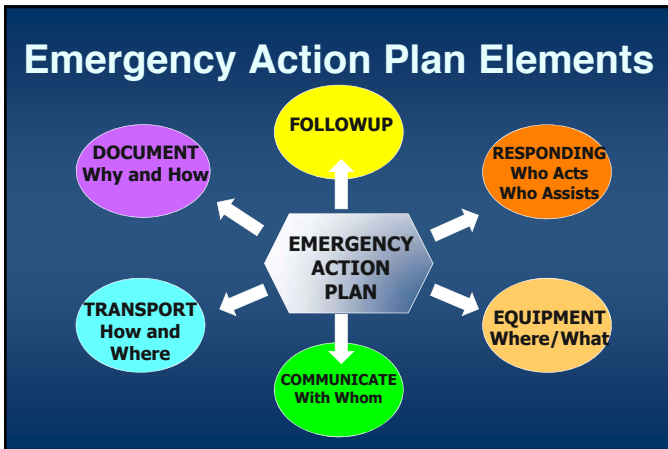 Emergency Action Plan Elements
FOLLOWUP
DOCUMENT
Why and How
RESPONDING
Who Acts
Who Assists
EMERGENCY
ACTION
PLAN
TRANSPORT
How and
Where
EQUIPMENT
Where/What
COMMUNICATE
With Whom